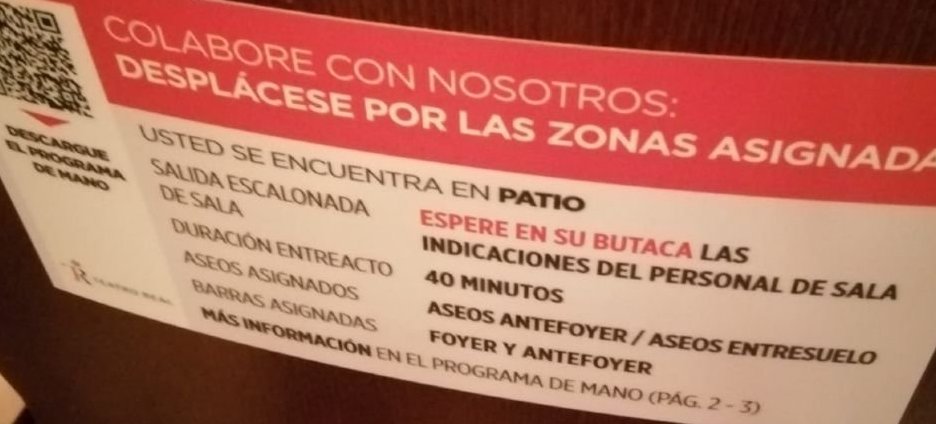 COLABORE CON NOSOTROS:
DESPLÁCESE POR LAS ZONAS ASIGNADA
DESCARGUE
EL PROGRAMA
DE MANO
TEATRO REAL
USTED SE ENCUENTRA EN PATIO
SALIDA ESCALONADA
DE SALA
ESPERE EN SU BUTACA LAS
INDICACIONES DEL PERSONAL DE SALA
DURACIÓN ENTREACTO
40 MINUTOS
ASEOS ASIGNADOS
ASEOS ANTEFOYER / ASEOS ENTRESUELO
BARRAS ASIGNADAS
FOYER Y ANTEFOYER
MÁS INFORMACIÓN EN EL PROGRAMA DE MANO (PÁG. 2 - 3)